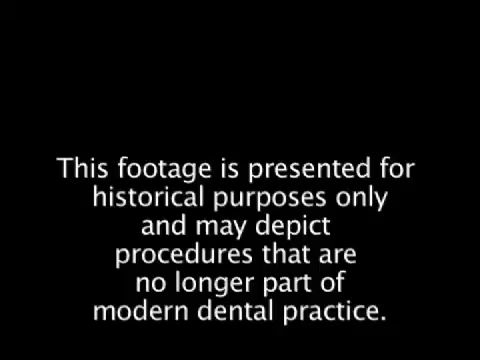 This footage is presented for
historical purposes only
and may depict
procedures that are
no longer part of
modern dental practice.